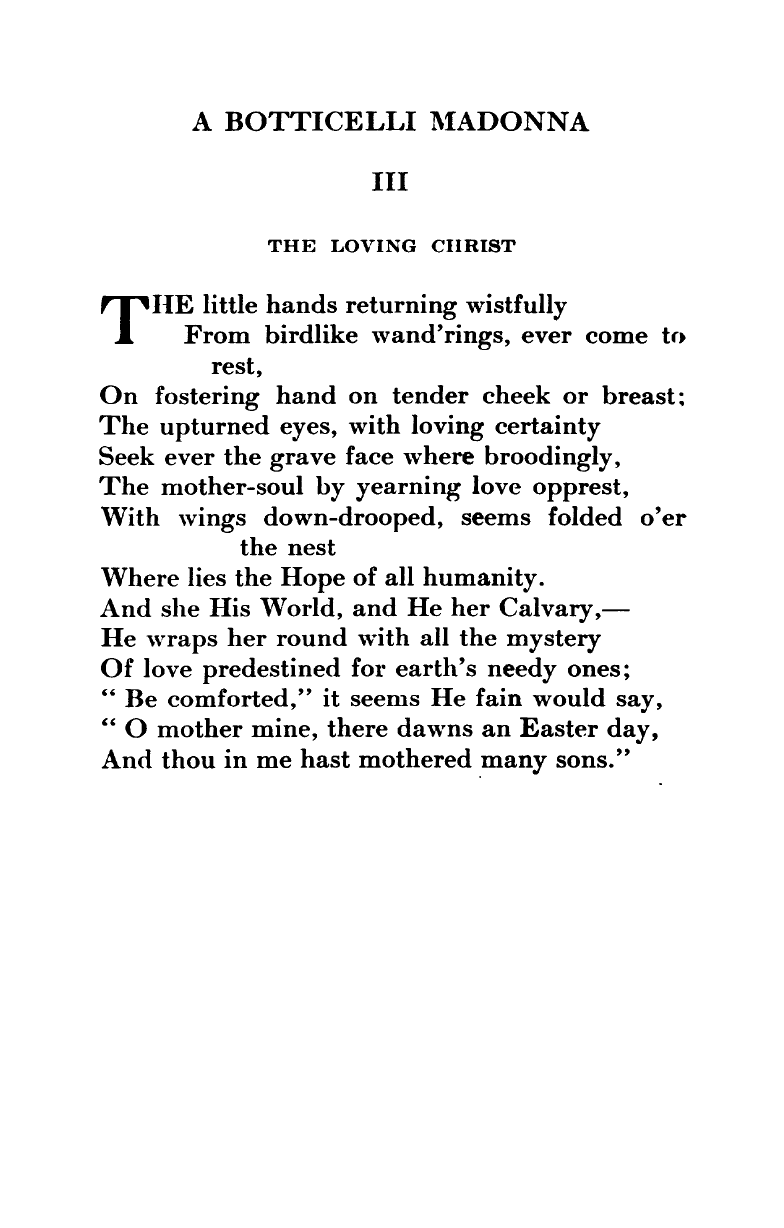 A BOTTICELLI MADONNA
III
THE LOVING CHRIST
THE little hands returning wistfully
From birdlike wand'rings, ever come to
rest,
On fostering hand on tender cheek or breast;
The upturned eyes, with loving certainty
Seek ever the grave face where broodingly,
The mother-soul by yearning love opprest,
With wings down-drooped, seems folded o'er
the nest
Where lies the Hope of all humanity.
And she His World, and He her Calvary,—
He wraps her round with all the mystery
Of love predestined for earth's needy ones;
“ Be comforted,” it seems He fain would say,
“ O mother mine, there dawns an Easter day,
And thou in me hast mothered many sons.”